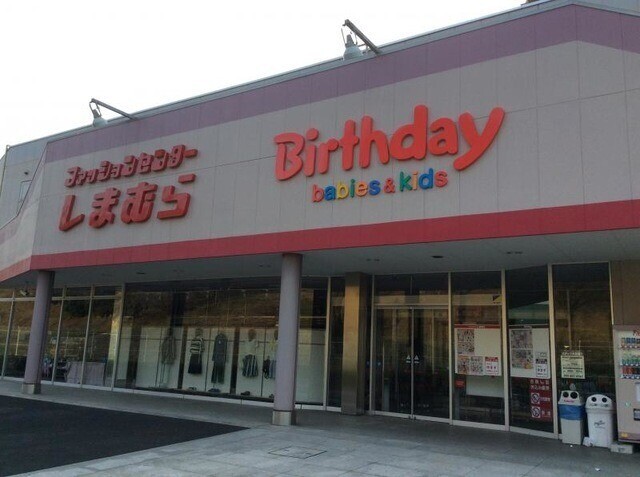 ファッションセンター
しまむら
Birthday
babies & kids